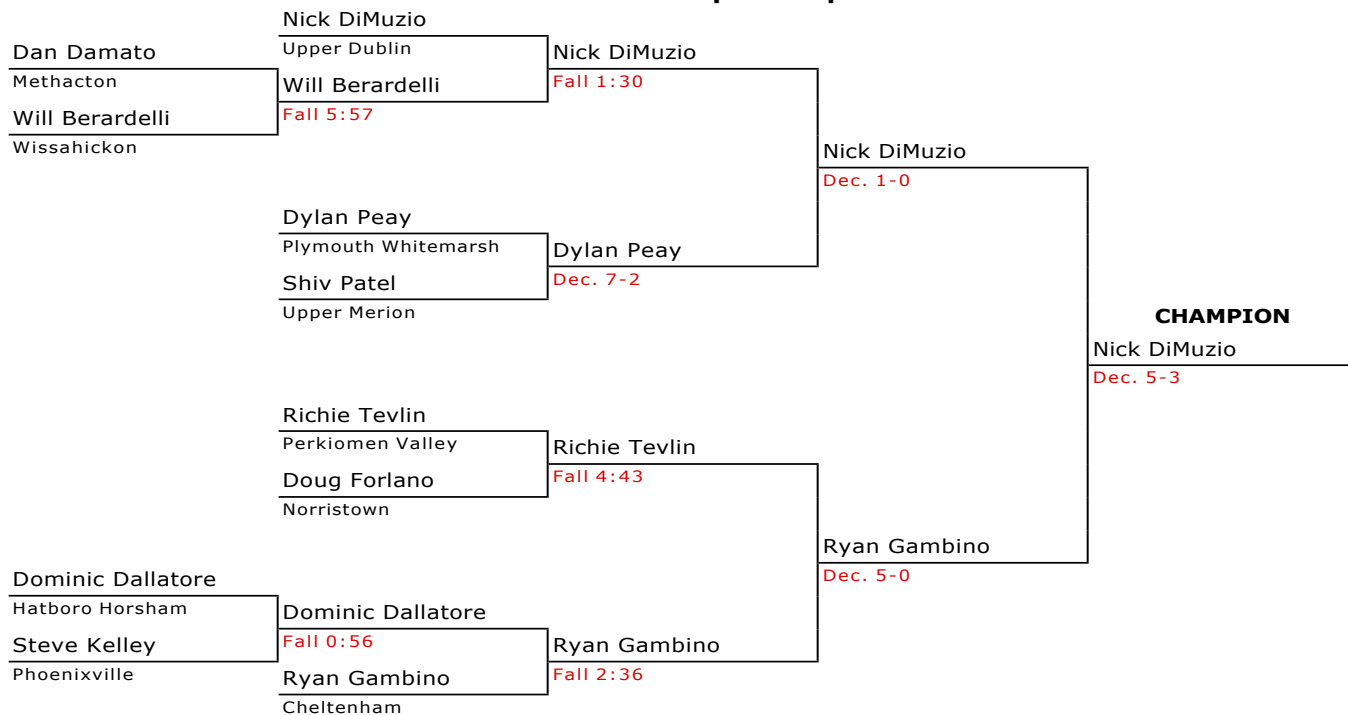 Nick DiMuzio
Dan Damato
Upper Dublin
Nick DiMuzio
Methacton
Will Berardelli
Fall 1:30
Will Berardelli
Fall 5:57
Wissahickon
Nick DiMuzio
Dec. 1-0
Dylan Peay
Plymouth Whitemarsh
Dylan Peay
Shiv Patel
Dec. 7-2
Upper Merion
CHAMPION
Nick DiMuzio
Dec. 5-3
Richie Tevlin
Perkiomen Valley
Richie Tevlin
Doug Forlano
Fall 4:43
Norristown
Ryan Gambino
Dec. 5-0
Dominic Dallatore
Hatboro Horsham
Dominic Dallatore
Steve Kelley
Fall 0:56
Ryan Gambino
Phoenixville
Ryan Gambino
Fall 2:36
Cheltenham